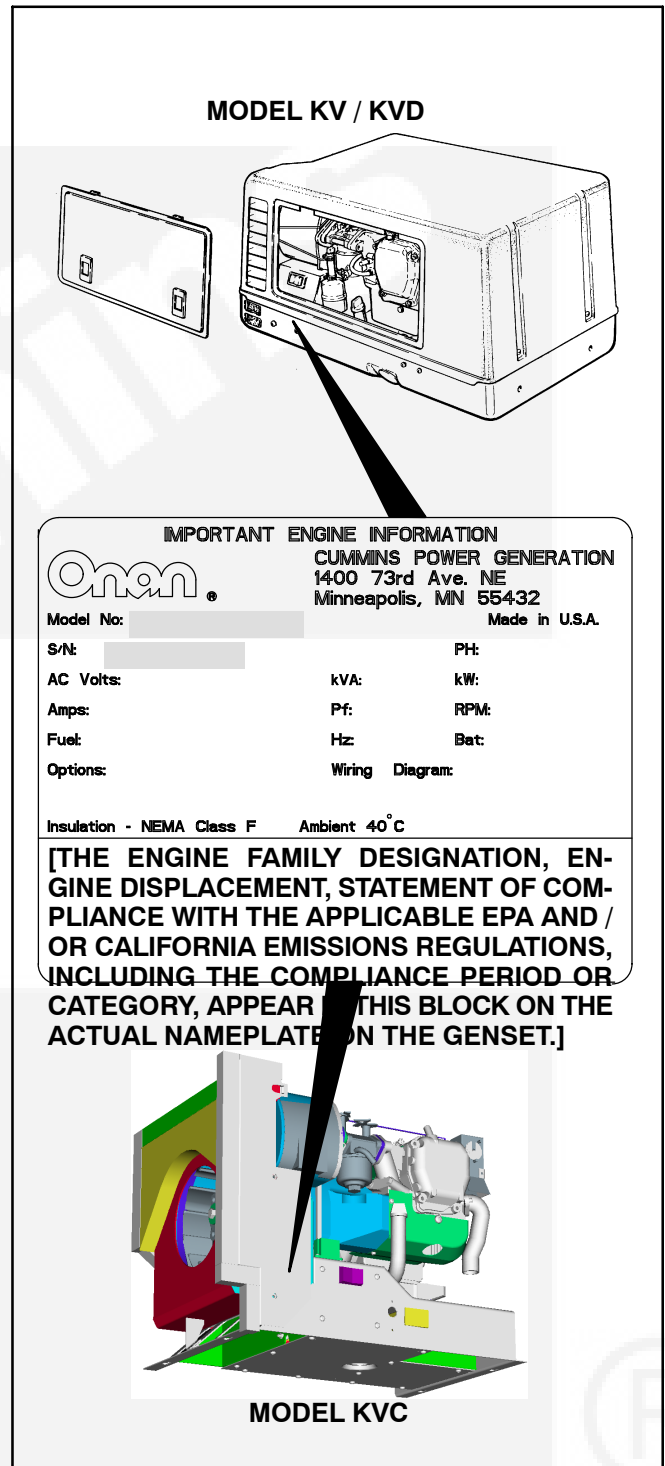 MODEL KV / KVD
IMPORTANT ENGINE INFORMATION
Onan ®
CUMMINS POWER GENERATION
1400 73rd Ave. NE
Minneapolis, MN 55432
Model No:
Made in U.S.A.
S/N:
PH:
AC Volts:
kVA:
kW:
Amps:
Pf:
RPM:
Fuel:
Hz:
Bat:
Options:
Wiring Diagram:
Insulation - NEMA Class F Ambient 40°C
[THE ENGINE FAMILY DESIGNATION, EN-
GINE DISPLACEMENT, STATEMENT OF COM-
PLIANCE WITH THE APPLICABLE EPA AND /
OR CALIFORNIA EMISSIONS REGULATIONS,
INCLUDING THE COMPLIANCE PERIOD OR
CATEGORY, APPEAR THIS BLOCK ON THE
ACTUAL NAMEPLATE ON THE GENSET.]
MODEL KVC